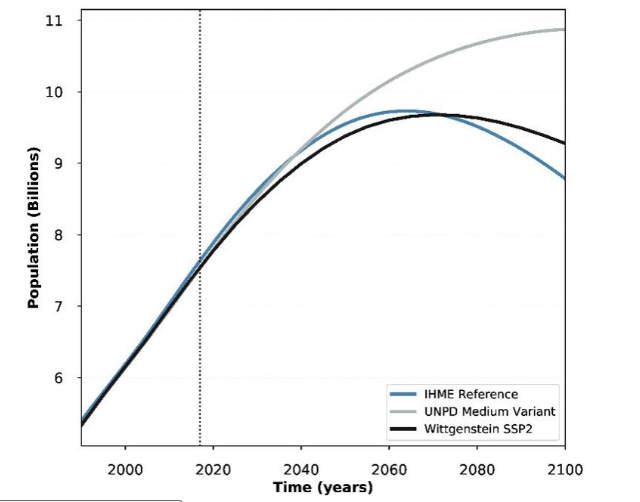 11
10
9
8
7
6
Population (Billions)
IHME Reference
UNPD Medium Variant
Wittgenstein SSP2
2000 2020 2040 2060 2080 2100
Time (years)